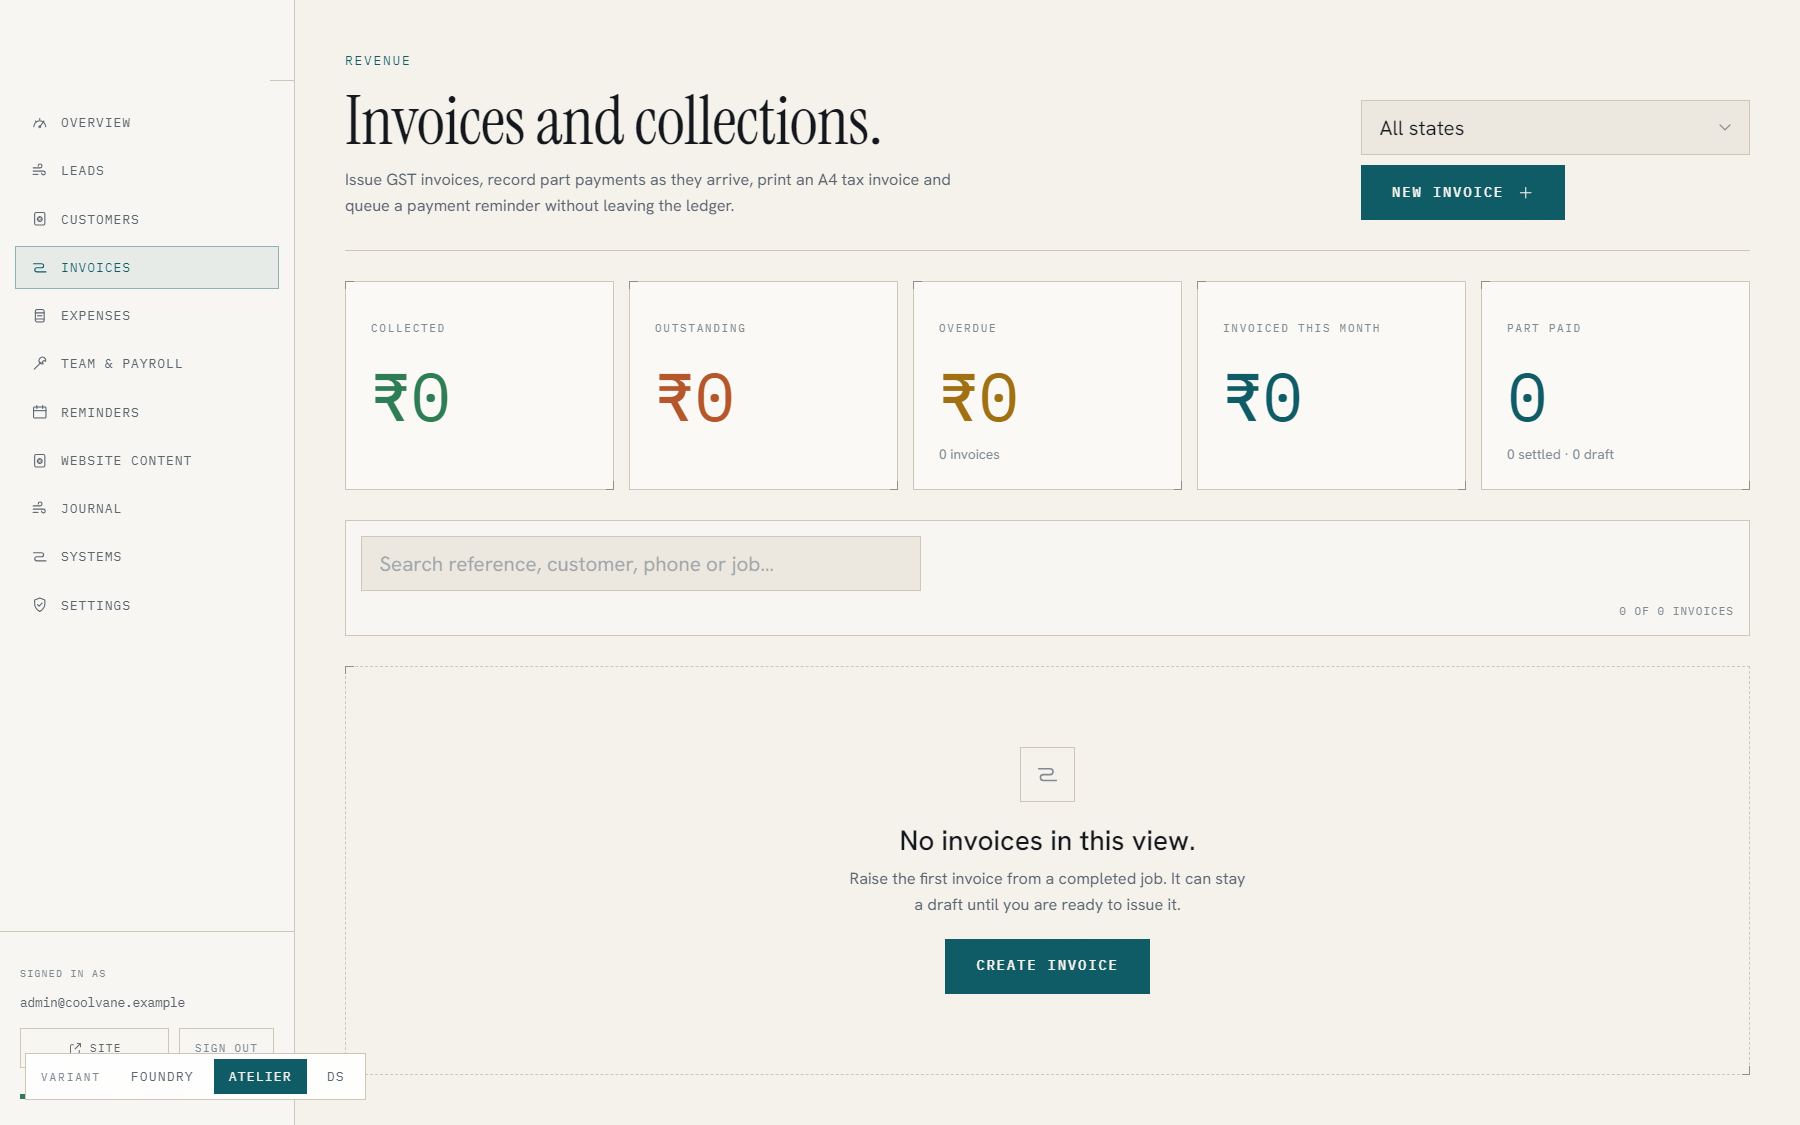 OVERVIEW
LEADS
CUSTOMERS
INVOICES
EXPENSES
TEAM & PAYROLL
REMINDERS
WEBSITE CONTENT
JOURNAL
SYSTEMS
SETTINGS
SIGNED IN AS
admin@coolvane.example
SITE
SIGN OUT
VARIANT
FOUNDRY
ATELIER
DS
REVENUE
Invoices and collections.
Issue GST invoices, record part payments as they arrive, print an A4 tax invoice and
queue a payment reminder without leaving the ledger.
All states
NEW INVOICE
COLLECTED
₹0
OUTSTANDING
₹0
OVERDUE
₹0
0 invoices
INVOICED THIS MONTH
₹0
PART PAID
0
0 settled · 0 draft
Search reference, customer, phone or job…
0 OF 0 INVOICES
No invoices in this view.
Raise the first invoice from a completed job. It can stay
a draft until you are ready to issue it.
CREATE INVOICE